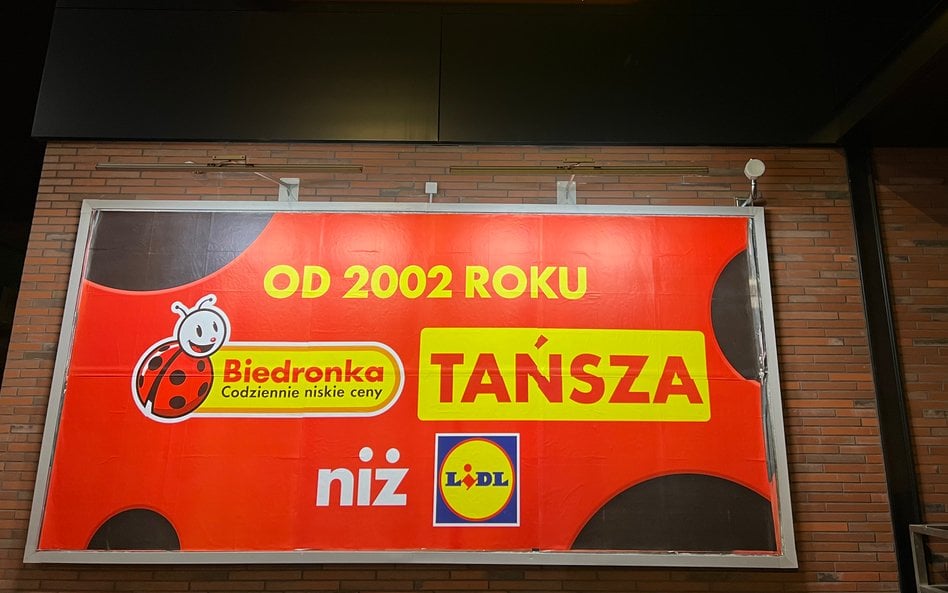 OD 2002 ROKU
Biedronka
Codziennie niskie ceny
TAŃSZA
niż
LIDL